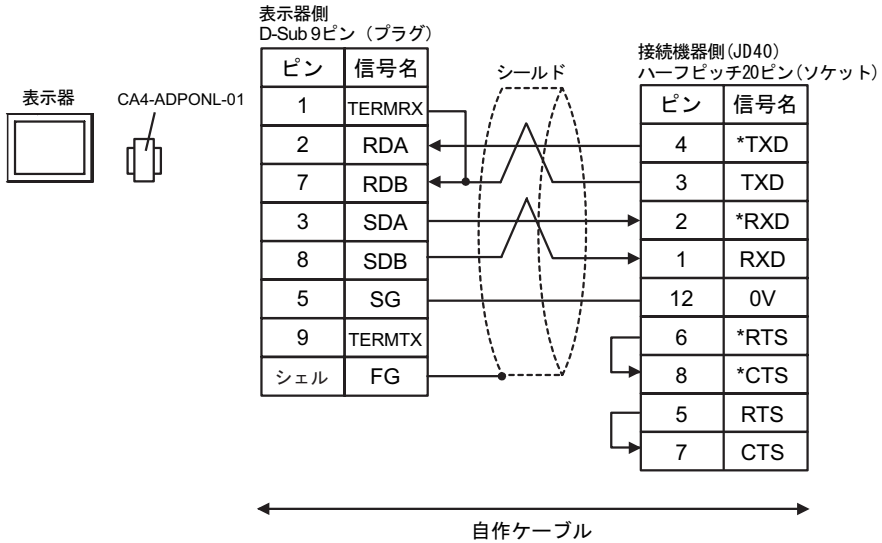 表示器側
D-Sub 9ピン（プラグ）
接続機器側(JD40)
ハーフピッチ20ピン(ソケット)
表示器
CA4-ADPONL-01
シールド
ピン 信号名
1 TERMRX
2 RDA
7 RDB
3 SDA
8 SDB
5 SG
9 TERMTX
シェル FG
ピン 信号名
4 *TXD
3 TXD
2 *RXD
1 RXD
12 0V
6 *RTS
8 *CTS
5 RTS
7 CTS
自作ケーブル